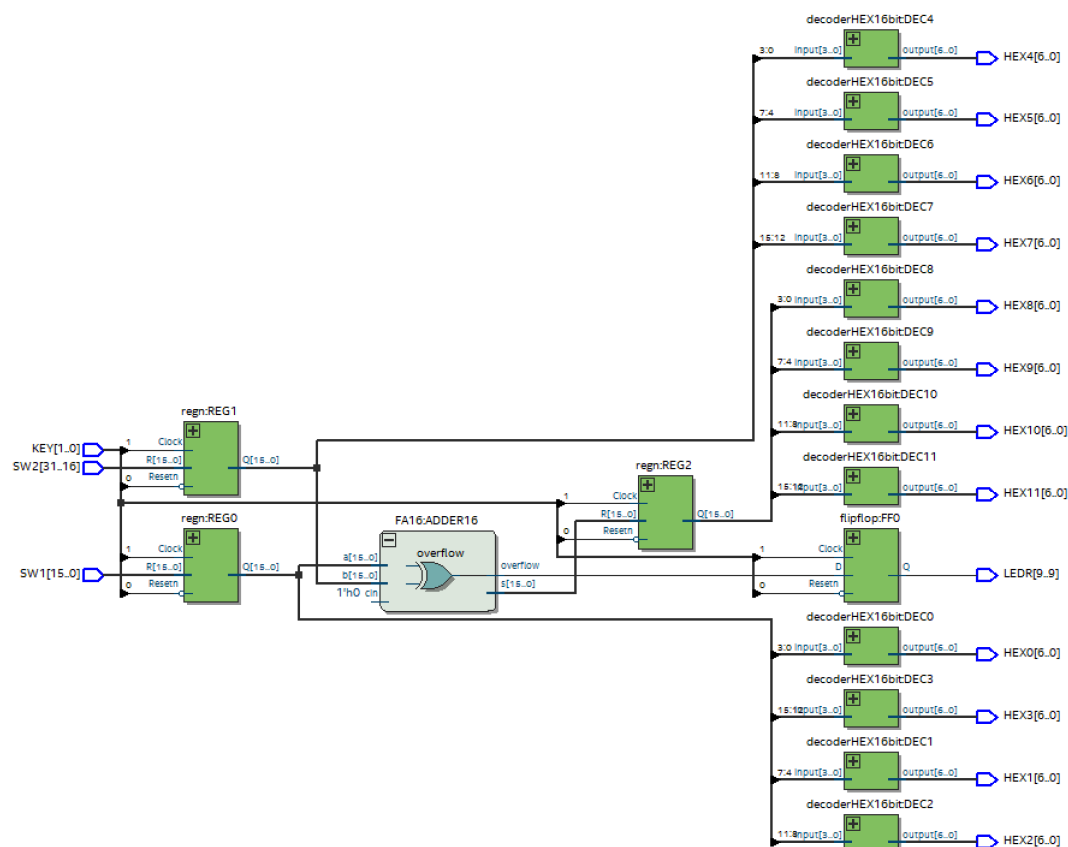 decoderHEX16bit:DEC4
3:0 Input[3..0] output[6..0] HEX4[6..0]
decoderHEX16bit:DEC5
7:4 Input[3..0] output[6..0] HEX5[6..0]
decoderHEX16bit:DEC6
11:8 Input[3..0] output[6..0] HEX6[6..0]
decoderHEX16bit:DEC7
15:12 Input[3..0] output[6..0] HEX7[6..0]
decoderHEX16bit:DEC8
3:0 Input[3..0] output[6..0] HEX8[6..0]
decoderHEX16bit:DEC9
7:4 Input[3..0] output[6..0] HEX9[6..0]
decoderHEX16bit:DEC10
11:8 Input[3..0] output[6..0] HEX10[6..0]
decoderHEX16bit:DEC11
15:12 Input[3..0] output[6..0] HEX11[6..0]
regn:REG1
KEY[1..0] 1 Clock
SW2[31..16] R[15..0] Q[15..0]
0 Resetn
regn:REG2
1 Clock
R[15..0] Q[15..0]
0 Resetn
regn:REG0
1 Clock
SW1[15..0] R[15..0] Q[15..0]
0 Resetn
FA16:ADDER16
overflow
a[15..0]
b[15..0]
1'h0 cin
overflow
s[15..0]
flipflop:FF0
1 Clock
D Q LEDR[9..9]
0 Resetn
decoderHEX16bit:DEC0
3:0 Input[3..0] output[6..0] HEX0[6..0]
decoderHEX16bit:DEC3
15:12 Input[3..0] output[6..0] HEX3[6..0]
decoderHEX16bit:DEC1
7:4 Input[3..0] output[6..0] HEX1[6..0]
decoderHEX16bit:DEC2
11:8 Input[3..0] output[6..0] HEX2[6..0]